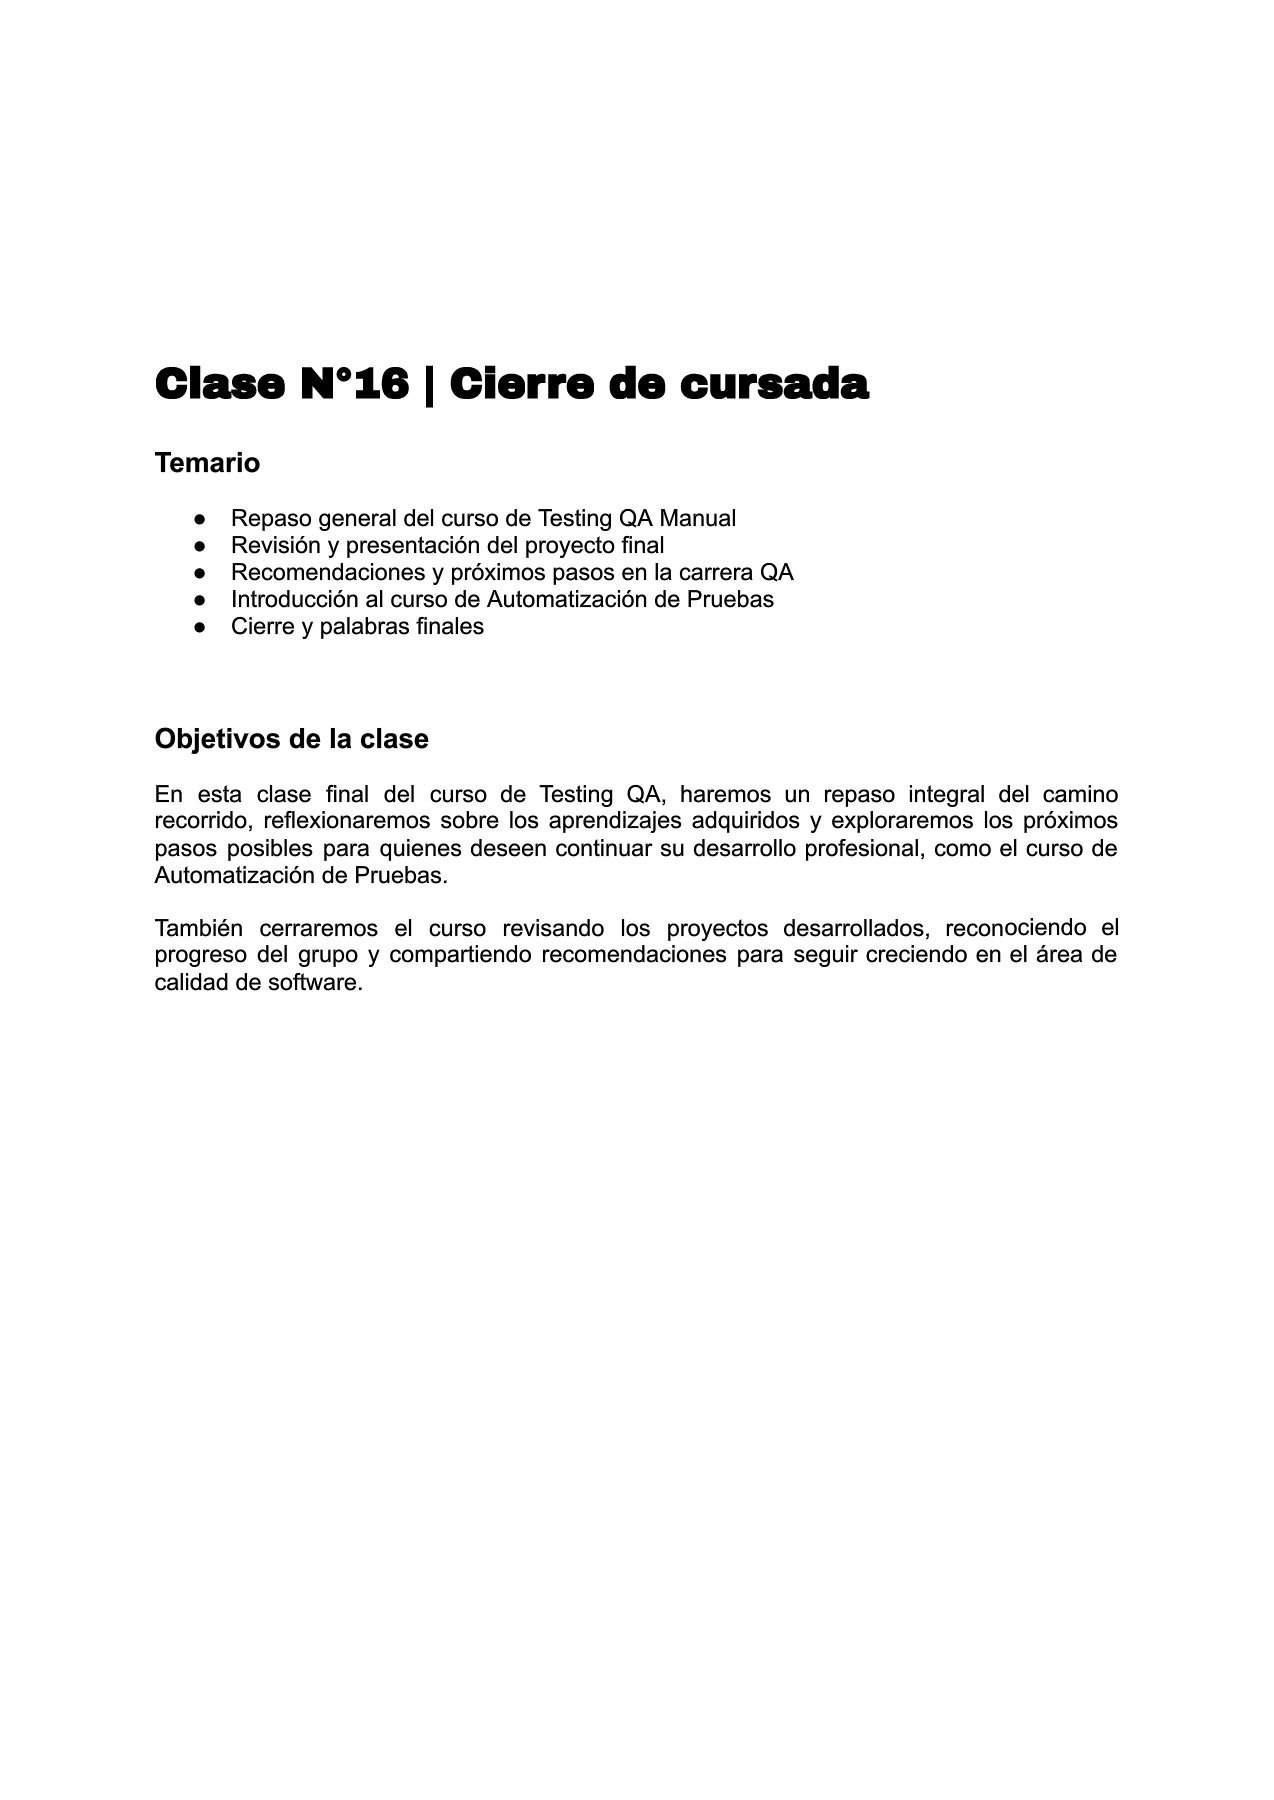 Clase N°16 | Cierre de cursada
Temario
● Repaso general del curso de Testing QA Manual
● Revisión y presentación del proyecto final
● Recomendaciones y próximos pasos en la carrera QA
● Introducción al curso de Automatización de Pruebas
● Cierre y palabras finales
Objetivos de la clase
En esta clase final del curso de Testing QA, haremos un repaso integral del camino
recorrido, reflexionaremos sobre los aprendizajes adquiridos y exploraremos los próximos
pasos posibles para quienes deseen continuar su desarrollo profesional, como el curso de
Automatización de Pruebas.
También cerraremos el curso revisando los proyectos desarrollados, reconociendo el
progreso del grupo y compartiendo recomendaciones para seguir creciendo en el área de
calidad de software.